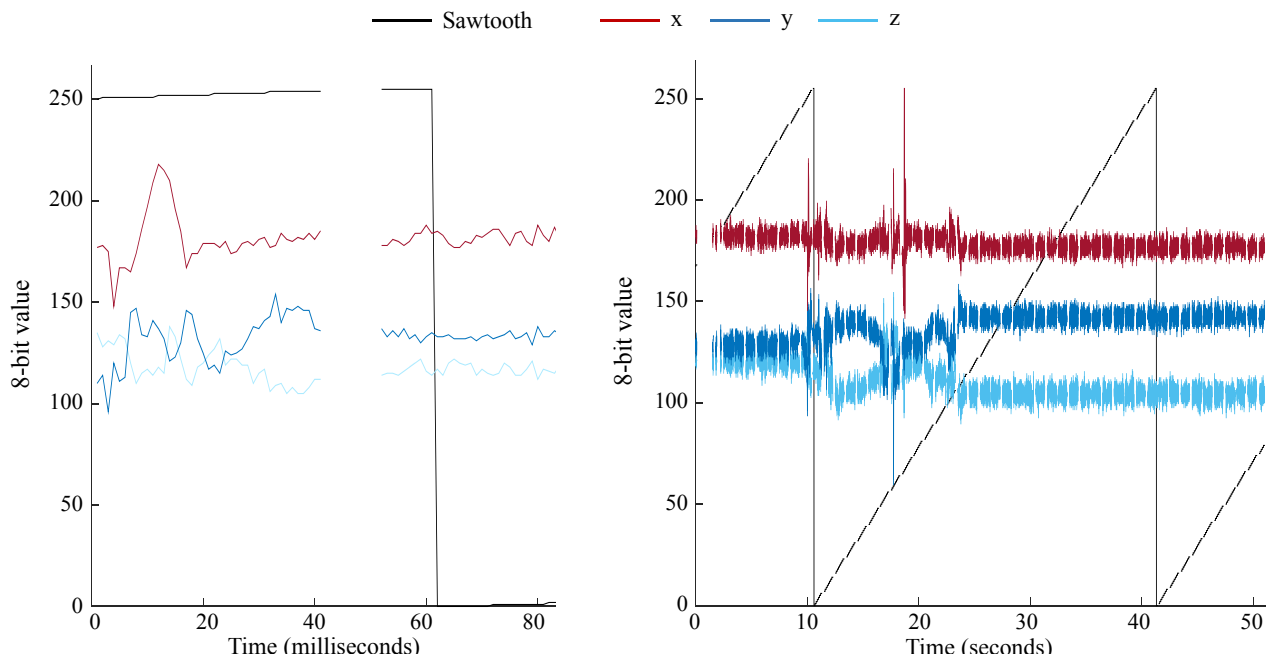 Sawtooth x y z
250
200
150
100
50
0
8-bit value
0 20 40 60 80
Time (milliseconds)
250
200
150
100
50
0
8-bit value
0 10 20 30 40 50
Time (seconds)